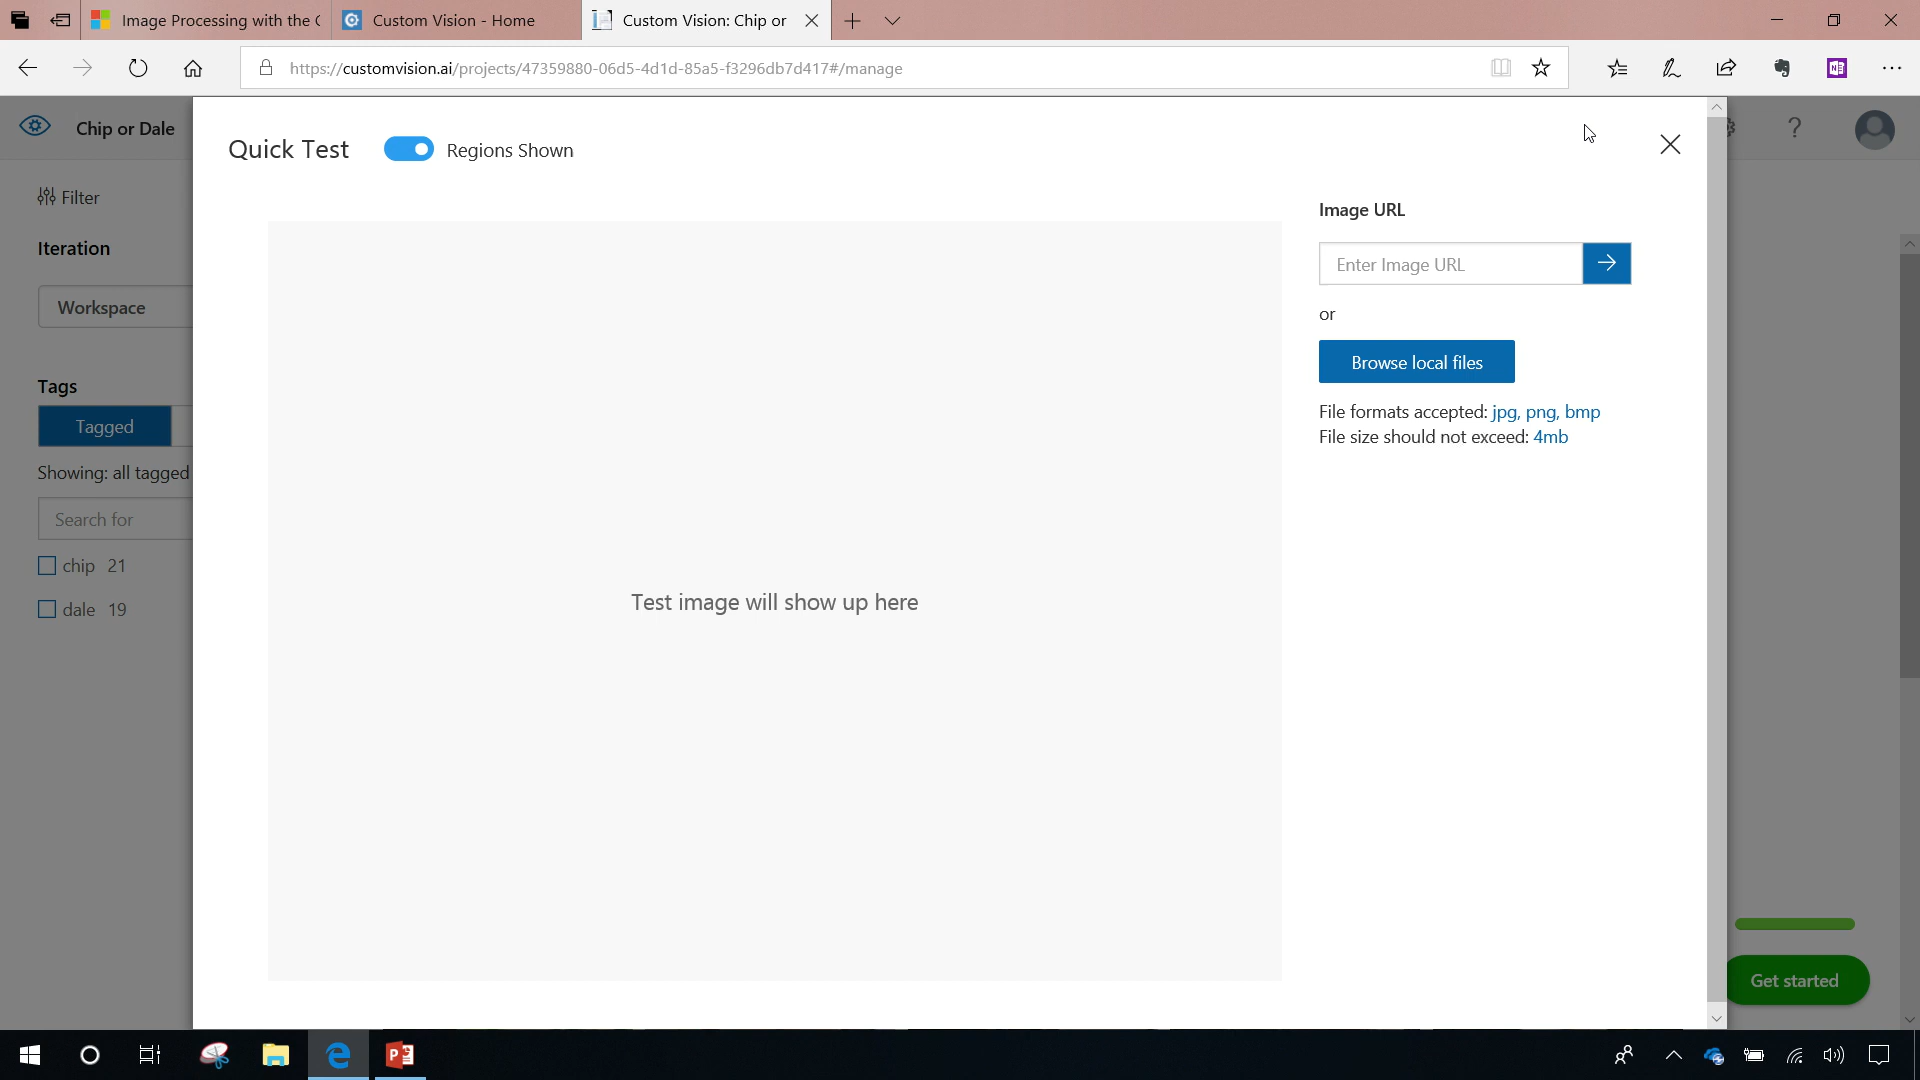 Image Processing with the
Custom Vision - Home
Custom Vision: Chip or
https://customvision.ai/projects/47359880-06d5-4d1d-85a5-f3296db7d417#/manage
Chip or Dale
Quick Test
Regions Shown
Filter
Image URL
Iteration
Enter Image URL
Workspace
or
Browse local files
Tags
File formats accepted: jpg, png, bmp
Tagged
File size should not exceed: 4mb
Showing: all tagged
Search for
chip 21
dale 19
Test image will show up here
Get started